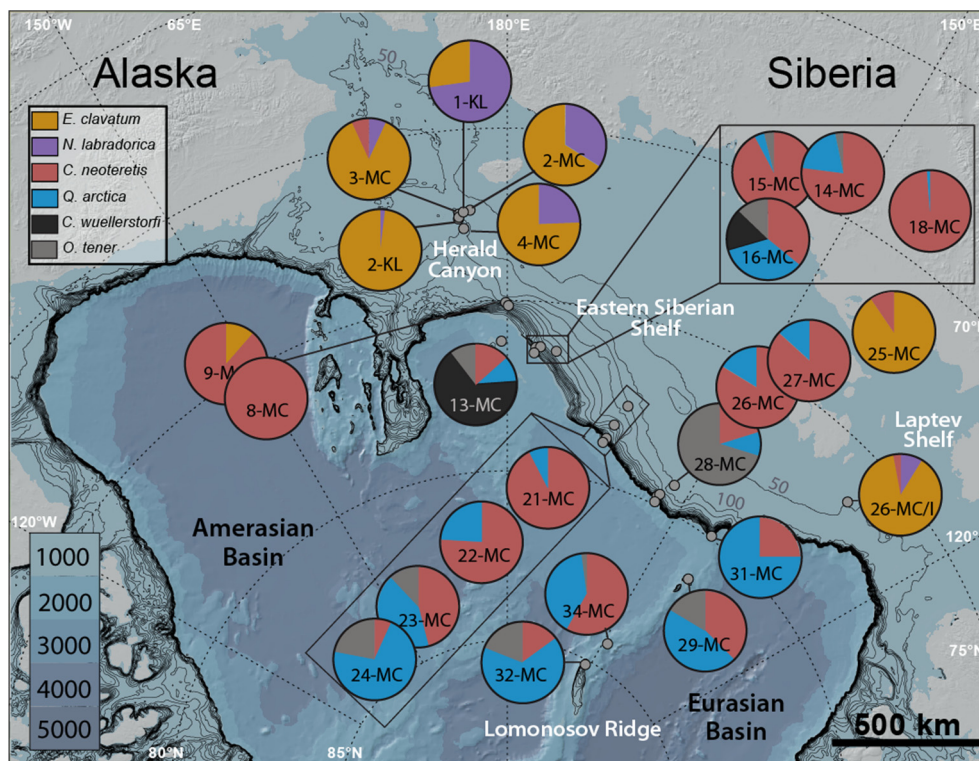 150°W
65°E
180°E
150°E
Alaska
Siberia
50
E. clavatum
N. labradorica
C. neoteretis
Q. arctica
C. wuellerstorfi
O. tener
1-KL
2-MC
3-MC
4-MC
2-KL
Herald
Canyon
15-MC
14-MC
18-MC
16-MC
Eastern Siberian
Shelf
70°
9-M
8-MC
13-MC
25-MC
27-MC
26-MC
28-MC
Laptev
Shelf
26-MC/I
50
100
21-MC
22-MC
23-MC
24-MC
34-MC
32-MC
31-MC
29-MC
120°W
120°E
Amerasian
Basin
1000
2000
3000
4000
5000
Lomonosov Ridge
Eurasian
Basin
75°N
500 km
80°N
85°N